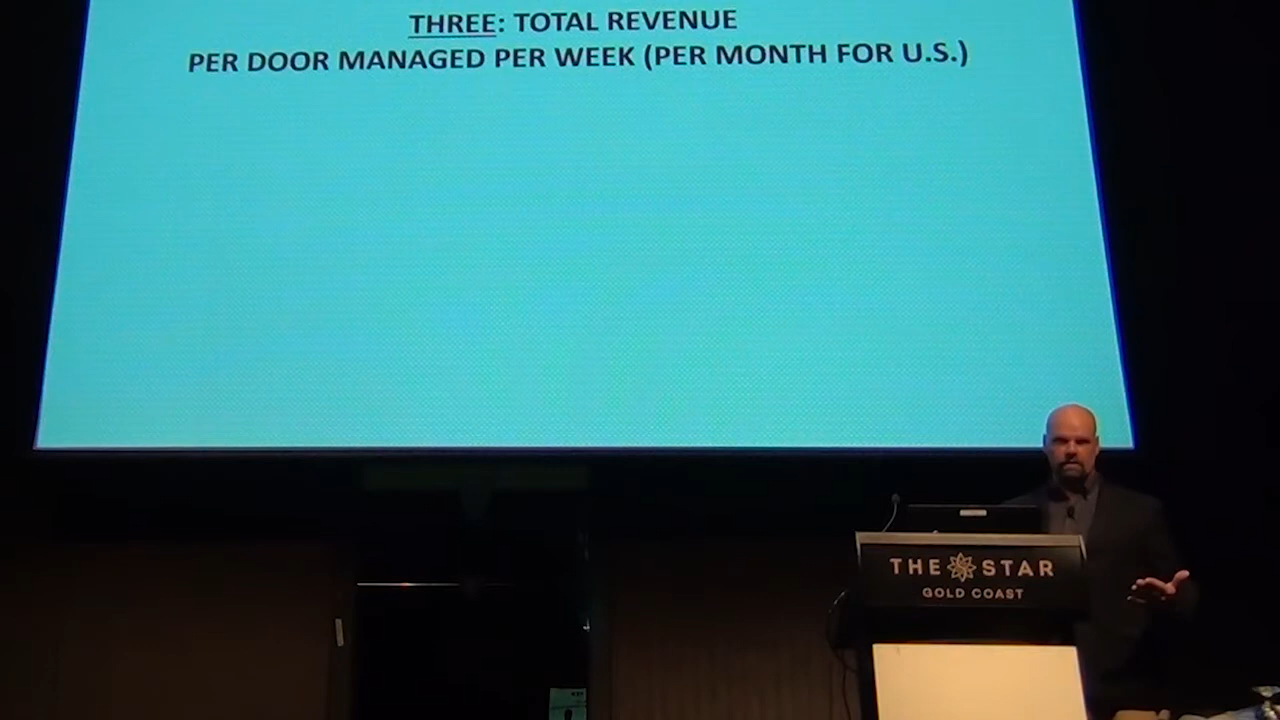 THREE: TOTAL REVENUE
PER DOOR MANAGED PER WEEK (PER MONTH FOR U.S.)
THE STAR
GOLD COAST